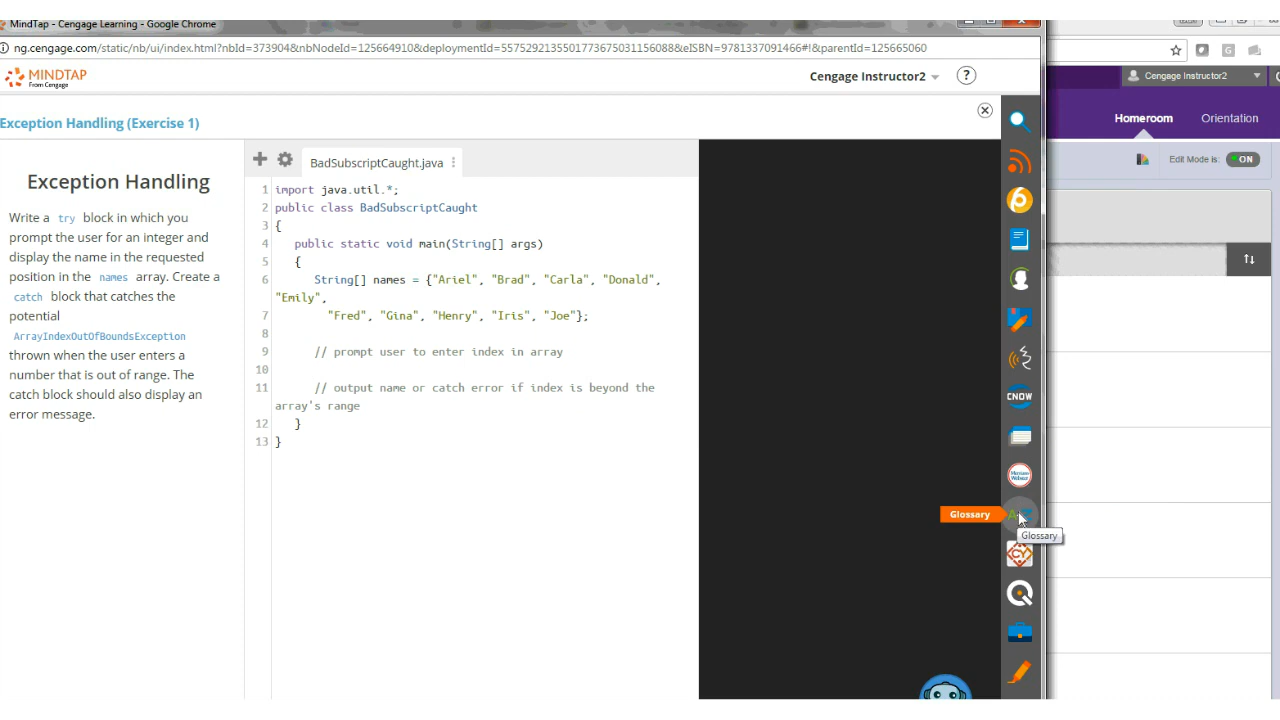 MindTap - Cengage Learning - Google Chrome
ng.cengage.com/static/nb/ui/index.html?nbId=373904&nbNodeId=125664910&deploymentId=5575292135501773675031156088&eISBN=9781337091466#!&parentId=125665060
MINDTAP
From Cengage
Cengage Instructor2
?
Cengage Instructor2
Homeroom
Orientation
Exception Handling (Exercise 1)
Edit Mode is:
ON
Exception Handling
Write a try block in which you
prompt the user for an integer and
display the name in the requested
position in the names array. Create a
catch block that catches the
potential
ArrayIndexOutOfBoundsException
thrown when the user enters a
number that is out of range. The
catch block should also display an
error message.
BadSubscriptCaught.java
1 import java.util.*;
2 public class BadSubscriptCaught
3 {
4 public static void main(String[] args)
5 {
6 String[] names = {"Ariel", "Brad", "Carla", "Donald",
"Emily",
7 "Fred", "Gina", "Henry", "Iris", "Joe"};
8
9 // prompt user to enter index in array
10
11 // output name or catch error if index is beyond the
array's range
12 }
13 }
CNOW
Merriam
Webster
Glossary
Glossary
CY